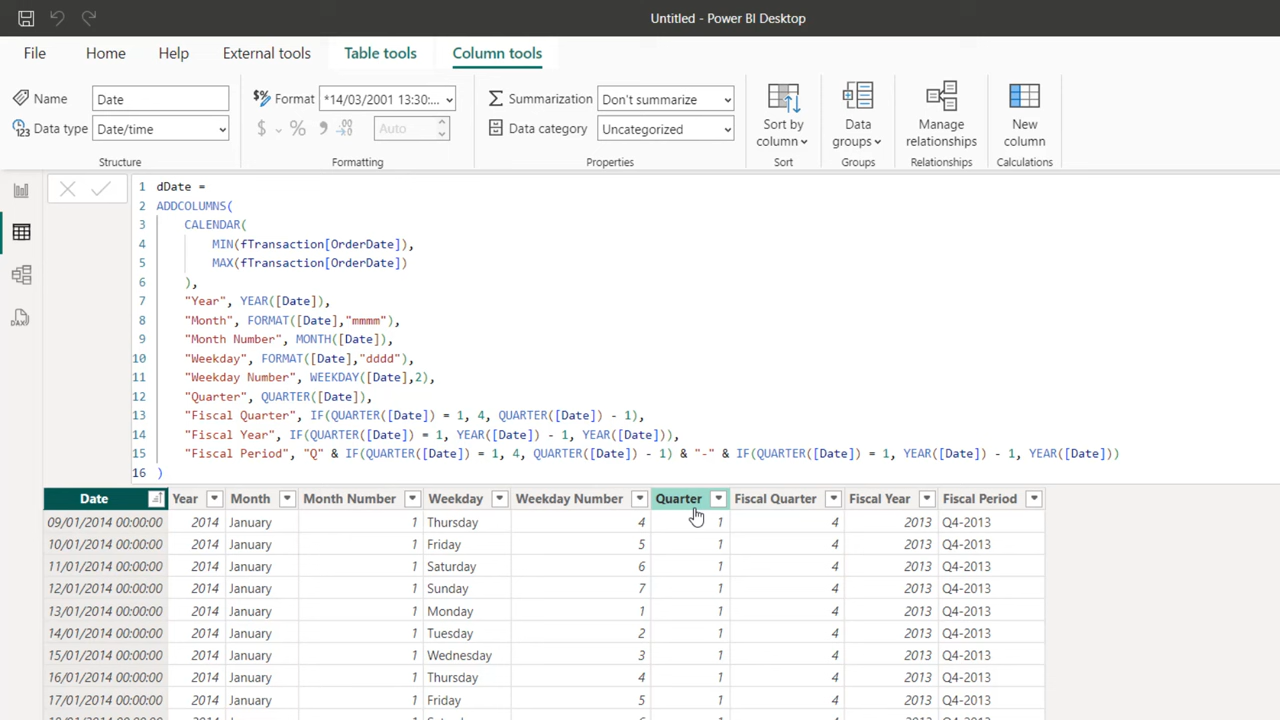 Untitled - Power BI Desktop
File Home Help External tools Table tools Column tools
Name Date
Data type Date/time
Structure
Format *14/03/2001 13:30:...
$ % , .00 Auto
Formatting
Summarization Don't summarize
Data category Uncategorized
Properties
Sort by column
Sort
Data groups
Groups
Manage relationships
Relationships
New column
Calculations
DAX
1 dDate =
2 ADDCOLUMNS(
3 CALENDAR(
4 MIN(fTransaction[OrderDate]),
5 MAX(fTransaction[OrderDate])
6 ),
7 "Year", YEAR([Date]),
8 "Month", FORMAT([Date],"mmmm"),
9 "Month Number", MONTH([Date]),
10 "Weekday", FORMAT([Date],"dddd"),
11 "Weekday Number", WEEKDAY([Date],2),
12 "Quarter", QUARTER([Date]),
13 "Fiscal Quarter", IF(QUARTER([Date]) = 1, 4, QUARTER([Date]) - 1),
14 "Fiscal Year", IF(QUARTER([Date]) = 1, YEAR([Date]) - 1, YEAR([Date])),
15 "Fiscal Period", "Q" & IF(QUARTER([Date]) = 1, 4, QUARTER([Date]) - 1) & "-" & IF(QUARTER([Date]) = 1, YEAR([Date]) - 1, YEAR([Date]))
16 )
Date Year Month Month Number Weekday Weekday Number Quarter Fiscal Quarter Fiscal Year Fiscal Period
09/01/2014 00:00:00 2014 January 1 Thursday 4 1 4 2013 Q4-2013
10/01/2014 00:00:00 2014 January 1 Friday 5 1 4 2013 Q4-2013
11/01/2014 00:00:00 2014 January 1 Saturday 6 1 4 2013 Q4-2013
12/01/2014 00:00:00 2014 January 1 Sunday 7 1 4 2013 Q4-2013
13/01/2014 00:00:00 2014 January 1 Monday 1 1 4 2013 Q4-2013
14/01/2014 00:00:00 2014 January 1 Tuesday 2 1 4 2013 Q4-2013
15/01/2014 00:00:00 2014 January 1 Wednesday 3 1 4 2013 Q4-2013
16/01/2014 00:00:00 2014 January 1 Thursday 4 1 4 2013 Q4-2013
17/01/2014 00:00:00 2014 January 1 Friday 5 1 4 2013 Q4-2013